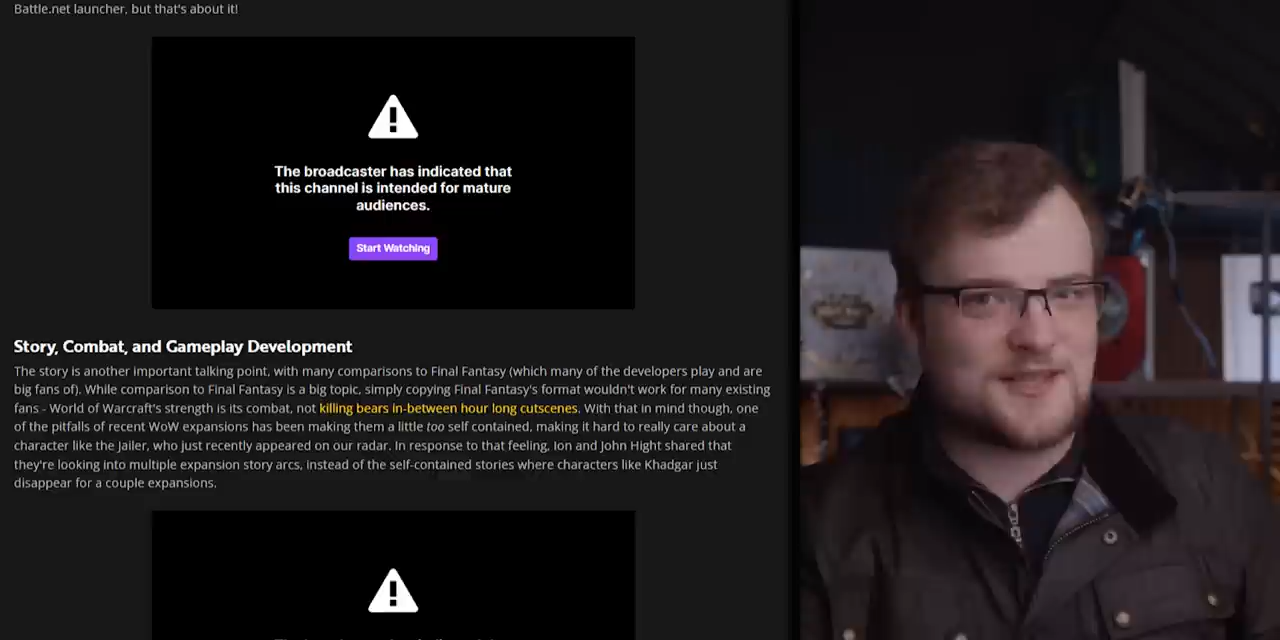 Battle.net launcher, but that's about it!
The broadcaster has indicated that
this channel is intended for mature
audiences.
Start Watching
Story, Combat, and Gameplay Development
The story is another important talking point, with many comparisons to Final Fantasy (which many of the developers play and are
big fans of). While comparison to Final Fantasy is a big topic, simply copying Final Fantasy's format wouldn't work for many existing
fans - World of Warcraft's strength is its combat, not killing bears in-between hour long cutscenes. With that in mind though, one
of the pitfalls of recent WoW expansions has been making them a little too self contained, making it hard to really care about a
character like the Jailer, who just recently appeared on our radar. In response to that feeling, Ion and John Hight shared that
they're looking into multiple expansion story arcs, instead of the self-contained stories where characters like Khadgar just
disappear for a couple expansions.